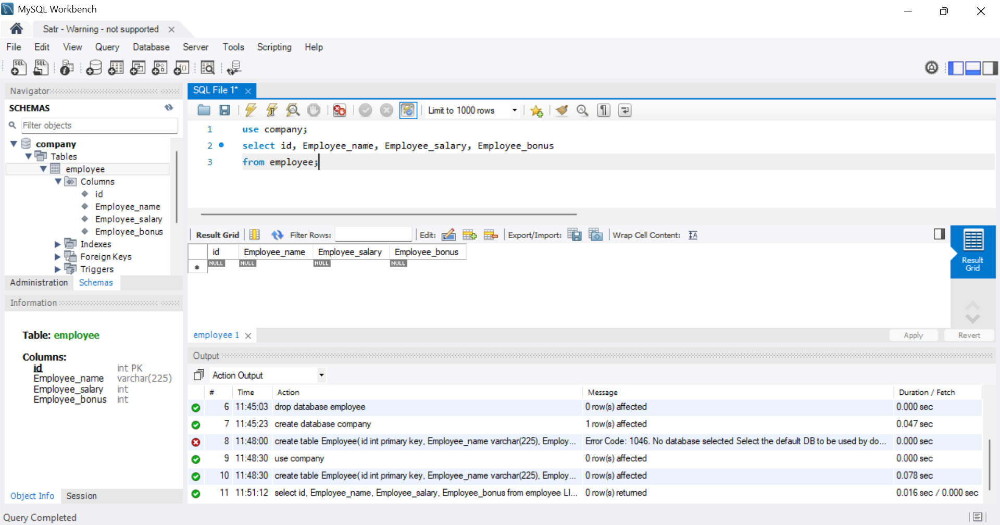 MySQL Workbench
Satr - Warning - not supported
File Edit View Query Database Server Tools Scripting Help
Navigator
SCHEMAS
Filter objects
company
Tables
employee
Columns
id
Employee_name
Employee_salary
Employee_bonus
Indexes
Foreign Keys
Triggers
Administration Schemas
Information
Table: employee
Columns:
id int PK
Employee_name varchar(225)
Employee_salary int
Employee_bonus int
Object Info Session
SQL File 1*
Limit to 1000 rows
1 use company;
2 select id, Employee_name, Employee_salary, Employee_bonus
3 from employee;
Result Grid Filter Rows: Edit: Export/Import: Wrap Cell Content:
id Employee_name Employee_salary Employee_bonus
NULL NULL NULL NULL
Result
Grid
employee 1
Apply Revert
Output
Action Output
# Time Action Message Duration / Fetch
6 11:45:03 drop database employee 0 row(s) affected 0.000 sec
7 11:45:23 create database company 1 row(s) affected 0.047 sec
8 11:48:00 create table Employee( id int primary key, Employee_name varchar(225), Employ... Error Code: 1046. No database selected Select the default DB to be used by do... 0.000 sec
9 11:48:30 use company 0 row(s) affected 0.000 sec
10 11:48:30 create table Employee( id int primary key, Employee_name varchar(225), Employ... 0 row(s) affected 0.078 sec
11 11:51:12 select id, Employee_name, Employee_salary, Employee_bonus from employee LI... 0 row(s) returned 0.016 sec / 0.000 sec
Query Completed